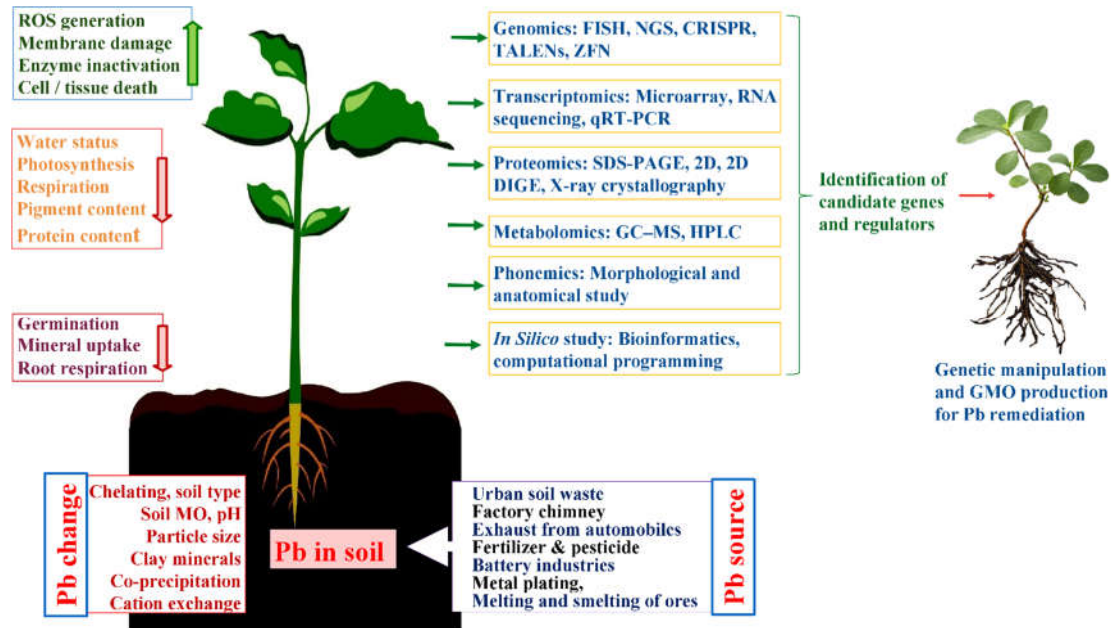 ROS generation
Membrane damage
Enzyme inactivation
Cell / tissue death
Water status
Photosynthesis
Respiration
Pigment content
Protein content
Germination
Mineral uptake
Root respiration
Genomics: FISH, NGS, CRISPR,
TALENs, ZFN
Transcriptomics: Microarray, RNA
sequencing, qRT-PCR
Proteomics: SDS-PAGE, 2D, 2D
DIGE, X-ray crystallography
Metabolomics: GC–MS, HPLC
Phonemics: Morphological and
anatomical study
In Silico study: Bioinformatics,
computational programming
Identification of
candidate genes
and regulators
Genetic manipulation
and GMO production
for Pb remediation
Pb change
Chelating, soil type
Soil MO, pH
Particle size
Clay minerals
Co-precipitation
Cation exchange
Pb in soil
Urban soil waste
Factory chimney
Exhaust from automobiles
Fertilizer & pesticide
Battery industries
Metal plating,
Melting and smelting of ores
Pb source